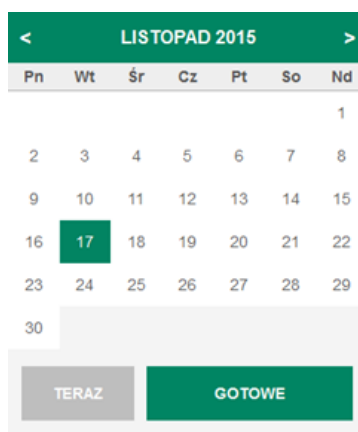 < LISTOPAD 2015 >
Pn Wt Śr Cz Pt So Nd
1
2 3 4 5 6 7 8
9 10 11 12 13 14 15
16 17 18 19 20 21 22
23 24 25 26 27 28 29
30
TERAZ GOTOWE